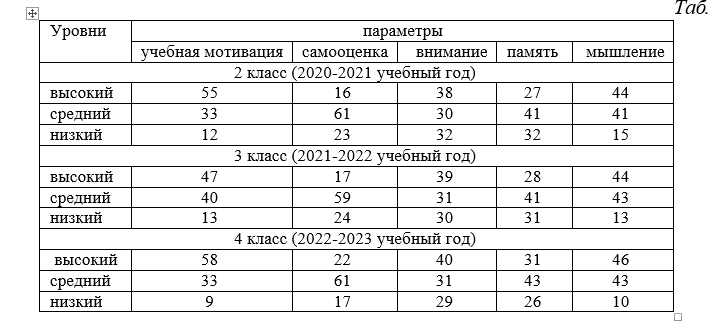 Таб.
Уровни параметры
учебная мотивация самооценка внимание память мышление
2 класс (2020-2021 учебный год)
высокий 55 16 38 27 44
средний 33 61 30 41 41
низкий 12 23 32 32 15
3 класс (2021-2022 учебный год)
высокий 47 17 39 28 44
средний 40 59 31 41 43
низкий 13 24 30 31 13
4 класс (2022-2023 учебный год)
высокий 58 22 40 31 46
средний 33 61 31 43 43
низкий 9 17 29 26 10